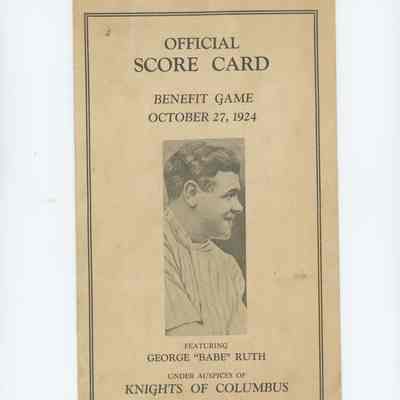 OFFICIAL
SCORE CARD
BENEFIT GAME
OCTOBER 27, 1924
FEATURING
GEORGE "BABE" RUTH
UNDER AUSPICES OF
KNIGHTS OF COLUMBUS